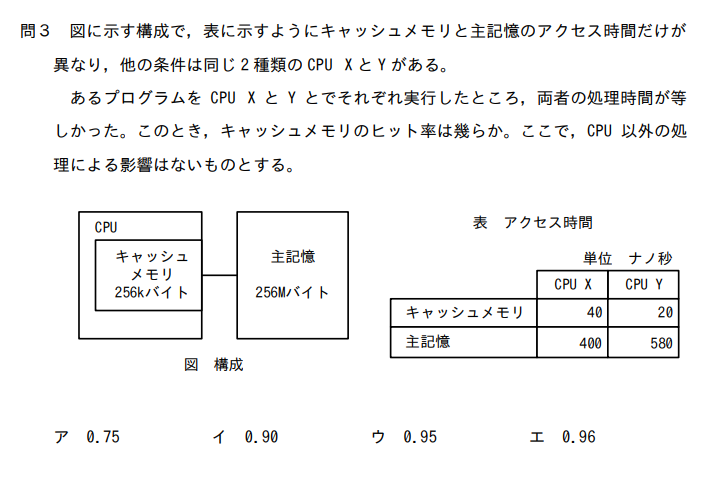 問３　図に示す構成で，表に示すようにキャッシュメモリと主記憶のアクセス時間だけが
異なり，他の条件は同じ２種類の CPU X と Y がある。
あるプログラムを CPU X と Y とでそれぞれ実行したところ，両者の処理時間が等
しかった。このとき，キャッシュメモリのヒット率は幾らか。ここで，CPU 以外の処
理による影響はないものとする。
CPU
キャッシュ
メモリ
256kバイト
主記憶
256Mバイト
図　構成
表　アクセス時間
単位　ナノ秒
CPU X　CPU Y
キャッシュメモリ　40　20
主記憶　400　580
ア　0.75　イ　0.90　ウ　0.95　エ　0.96